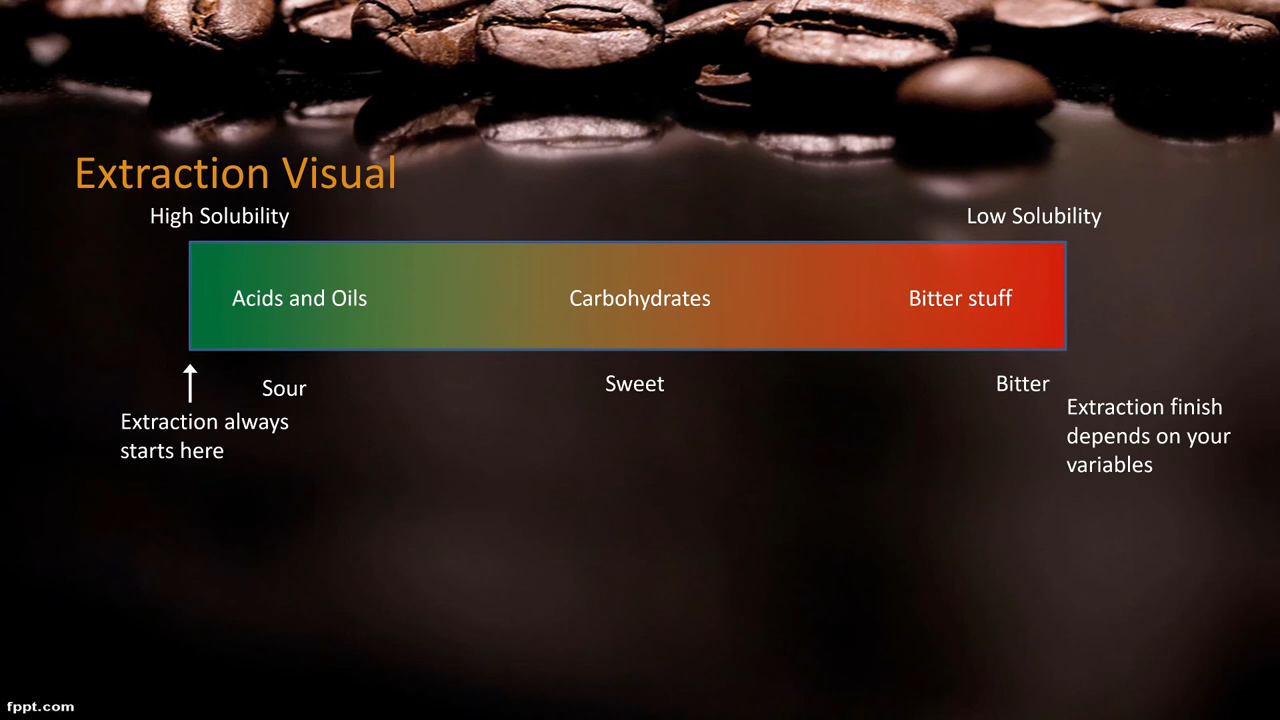 Extraction Visual
High Solubility
Low Solubility
Acids and Oils
Carbohydrates
Bitter stuff
Sour
Sweet
Bitter
Extraction always
starts here
Extraction finish
depends on your
variables
fppt.com